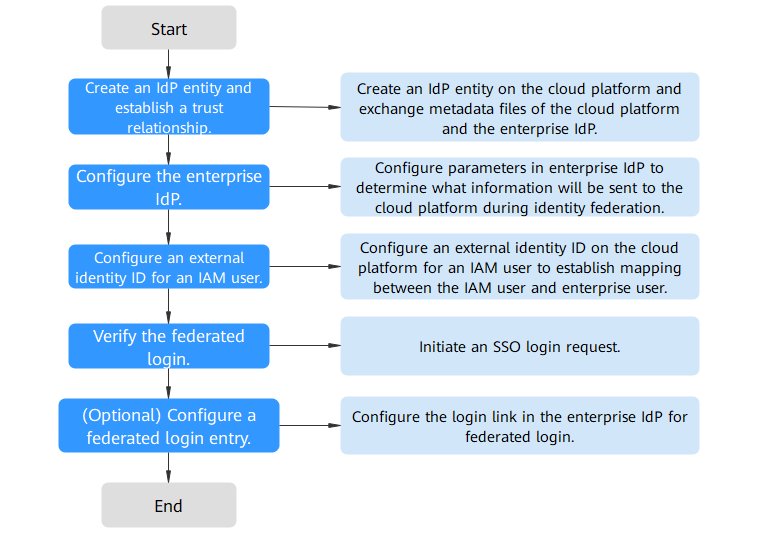 Start
Create an IdP entity and
establish a trust
relationship.
Create an IdP entity on the cloud platform and
exchange metadata files of the cloud platform
and the enterprise IdP.
Configure the enterprise
IdP.
Configure parameters in enterprise IdP to
determine what information will be sent to the
cloud platform during identity federation.
Configure an external
identity ID for an IAM user.
Configure an external identity ID on the cloud
platform for an IAM user to establish mapping
between the IAM user and enterprise user.
Verify the federated
login.
Initiate an SSO login request.
(Optional) Configure a
federated login entry.
Configure the login link in the enterprise IdP for
federated login.
End